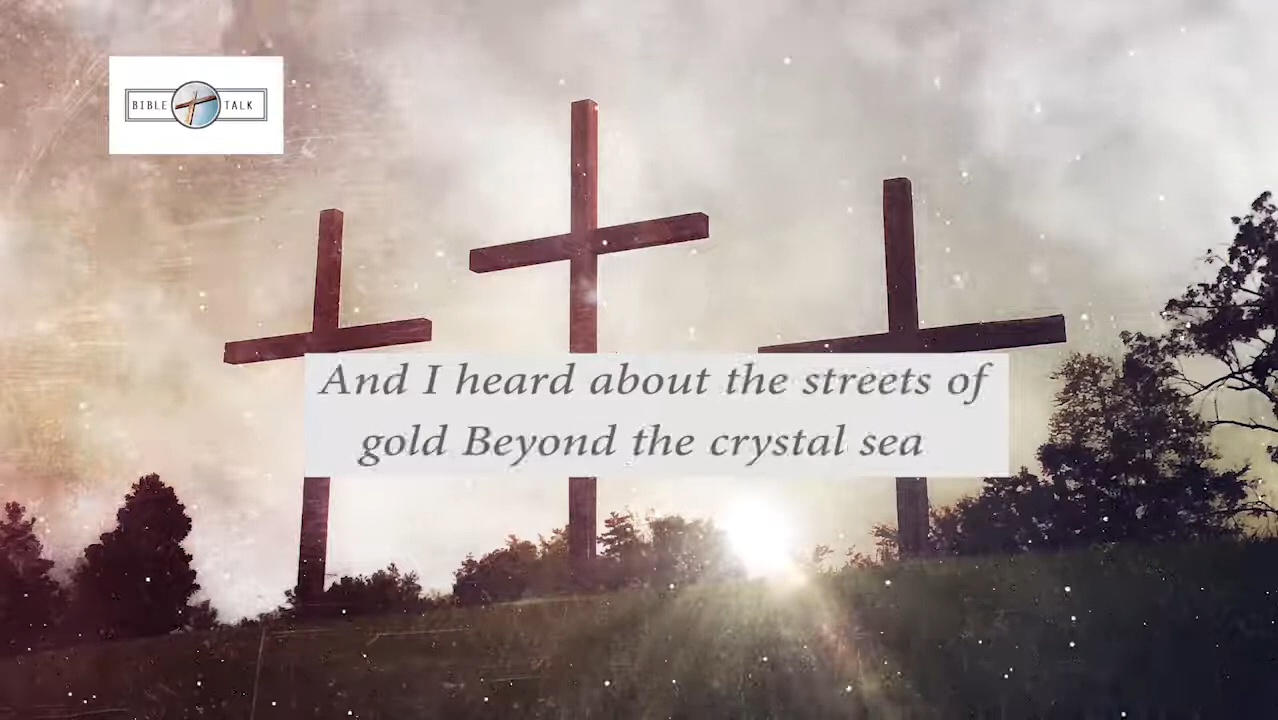 BIBLE TALK
And I heard about the streets of
gold Beyond the crystal sea